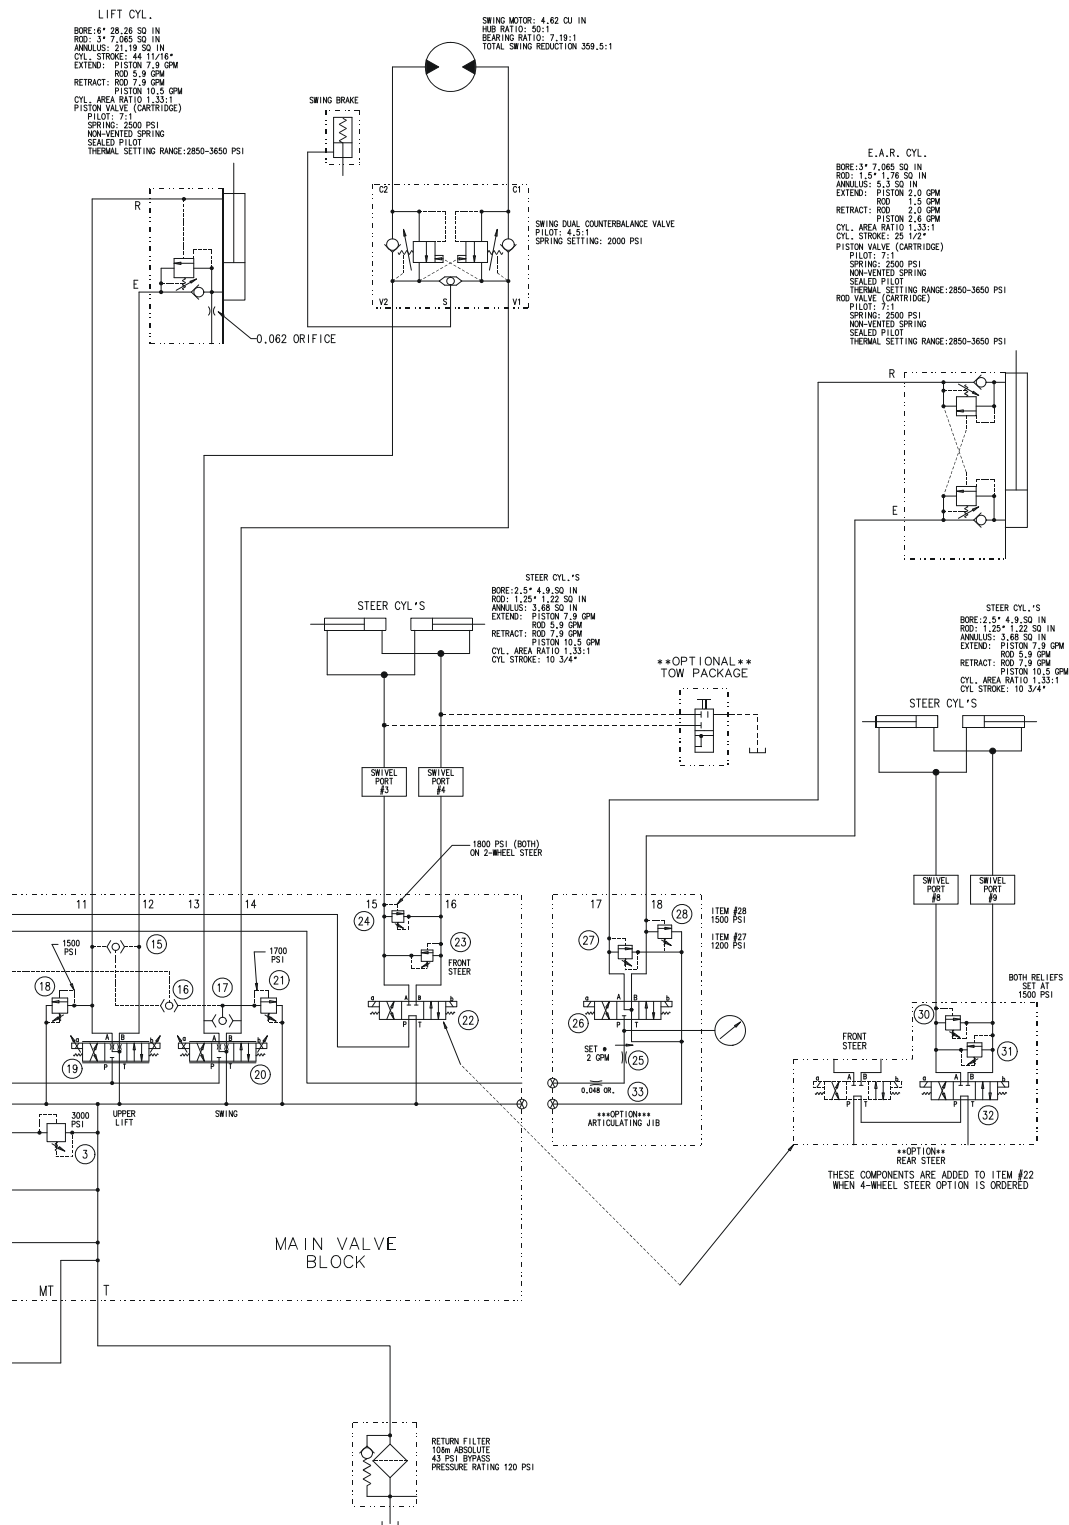 LIFT CYL.
BORE:6" 28.26 SQ IN
ROD: 3" 7.065 SQ IN
ANNULUS: 21.19 SQ IN
CYL. STROKE: 44 11/16"
EXTEND: PISTON 7.9 GPM
ROD 5.9 GPM
RETRACT: ROD 7.9 GPM
PISTON 10.5 GPM
CYL. AREA RATIO 1.33:1
PISTON VALVE (CARTRIDGE)
PILOT: 7:1
SPRING: 2500 PSI
NON-VENTED SPRING
SEALED PILOT
THERMAL SETTING RANGE:2850-3650 PSI
SWING MOTOR: 4.62 CU IN
HUB RATIO: 50:1
BEARING RATIO: 7.19:1
TOTAL SWING REDUCTION 359.5:1
SWING BRAKE
C2
C1
SWING DUAL COUNTERBALANCE VALVE
PILOT: 4.5:1
SPRING SETTING: 2000 PSI
V2
S
V1
R
E
0.062 ORIFICE
E.A.R. CYL.
BORE:3" 7.065 SQ IN
ROD: 1.5" 1.76 SQ IN
ANNULUS: 5.3 SQ IN
EXTEND: PISTON 2.0 GPM
ROD 1.5 GPM
RETRACT: ROD 2.0 GPM
PISTON 2.6 GPM
CYL. AREA RATIO 1.33:1
CYL. STROKE: 25 1/2"
PISTON VALVE (CARTRIDGE)
PILOT: 7:1
SPRING: 2500 PSI
NON-VENTED SPRING
SEALED PILOT
THERMAL SETTING RANGE:2850-3650 PSI
ROD VALVE (CARTRIDGE)
PILOT: 7:1
SPRING: 2500 PSI
NON-VENTED SPRING
SEALED PILOT
THERMAL SETTING RANGE:2850-3650 PSI
R
E
STEER CYL.'S
BORE:2.5" 4.9.SQ IN
ROD: 1.25" 1.22 SQ IN
ANNULUS: 3.68 SQ IN
EXTEND: PISTON 7.9 GPM
ROD 5.9 GPM
RETRACT: ROD 7.9 GPM
PISTON 10.5 GPM
CYL. AREA RATIO 1.33:1
CYL STROKE: 10 3/4"
STEER CYL'S
**OPTIONAL**
TOW PACKAGE
STEER CYL.'S
BORE:2.5" 4.9.SQ IN
ROD: 1.25" 1.22 SQ IN
ANNULUS: 3.68 SQ IN
EXTEND: PISTON 7.9 GPM
ROD 5.9 GPM
RETRACT: ROD 7.9 GPM
PISTON 10.5 GPM
CYL. AREA RATIO 1.33:1
CYL STROKE: 10 3/4"
STEER CYL'S
SWIVEL
PORT
#3
SWIVEL
PORT
#4
1800 PSI (BOTH)
ON 2-WHEEL STEER
SWIVEL
PORT
#8
SWIVEL
PORT
#9
11
12
13
14
15
16
17
18
1500
PSI
15
16
17
1700
PSI
18
21
A B
P T
19
A B
P T
20
UPPER
LIFT
SWING
24
23
FRONT
STEER
a A B b
P T
22
27
28
ITEM #28
1500 PSI
ITEM #27
1200 PSI
a A B b
P T
26
SET @
2 GPM
25
0.048 OR.
33
***OPTION***
ARTICULATING JIB
BOTH RELIEFS
SET AT
1500 PSI
30
31
FRONT
STEER
a A B b
P T
a A B b
P T
32
**OPTION**
REAR STEER
THESE COMPONENTS ARE ADDED TO ITEM #22
WHEN 4-WHEEL STEER OPTION IS ORDERED
3000
PSI
3
MAIN VALVE
BLOCK
MT
T
RETURN FILTER
108m ABSOLUTE
43 PSI BYPASS
PRESSURE RATING 120 PSI